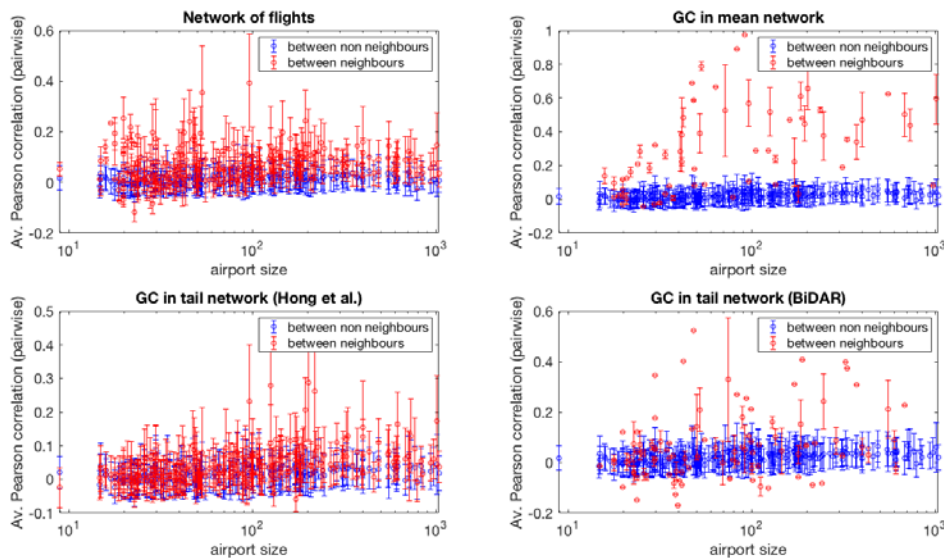 Network of flights
Av. Pearson correlation (pairwise)
0.6
0.4
0.2
0
-0.2
between non neighbours
between neighbours
10^1
10^2
10^3
airport size
GC in mean network
Av. Pearson correlation (pairwise)
1
0.8
0.6
0.4
0.2
0
-0.2
between non neighbours
between neighbours
10^1
10^2
10^3
airport size
GC in tail network (Hong et al.)
Av. Pearson correlation (pairwise)
0.5
0.4
0.3
0.2
0.1
0
-0.1
between non neighbours
between neighbours
10^1
10^2
10^3
airport size
GC in tail network (BiDAR)
Av. Pearson correlation (pairwise)
0.6
0.4
0.2
0
-0.2
between non neighbours
between neighbours
10^1
10^2
10^3
airport size